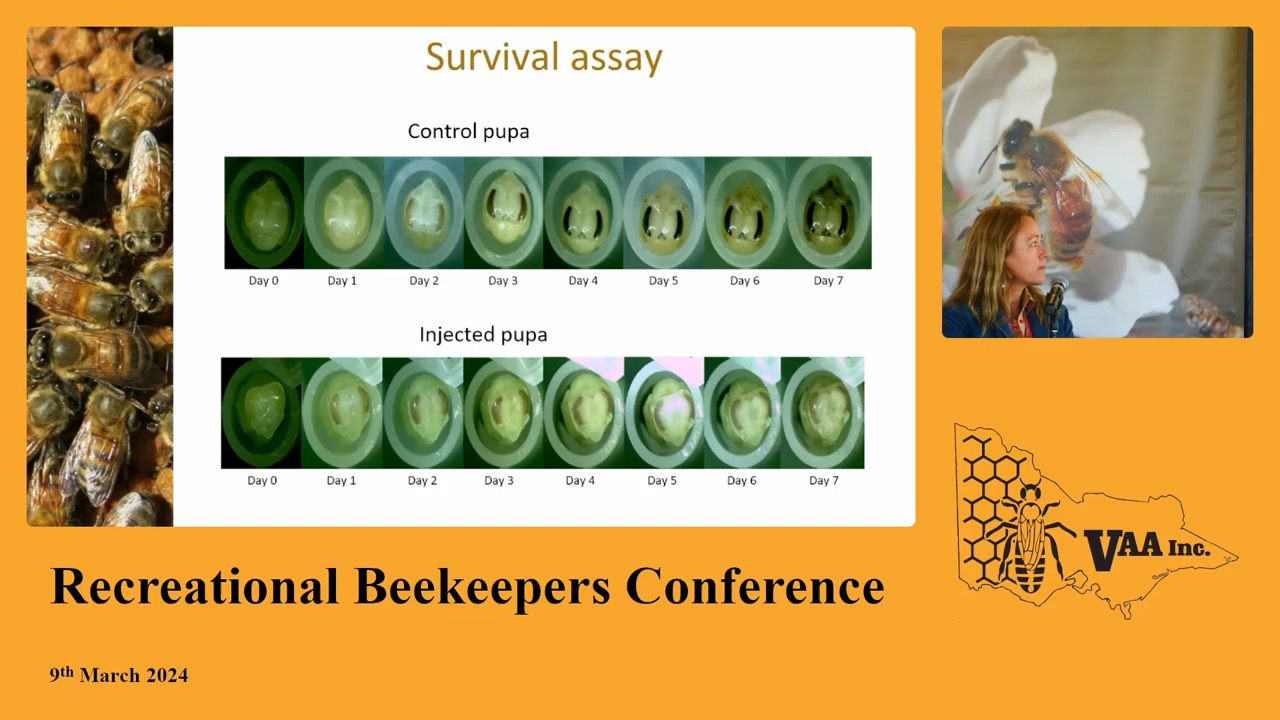 Survival assay
Control pupa
Day 0 Day 1 Day 2 Day 3 Day 4 Day 5 Day 6 Day 7
Injected pupa
Day 0 Day 1 Day 2 Day 3 Day 4 Day 5 Day 6 Day 7
VAA Inc.
Recreational Beekeepers Conference
9th March 2024